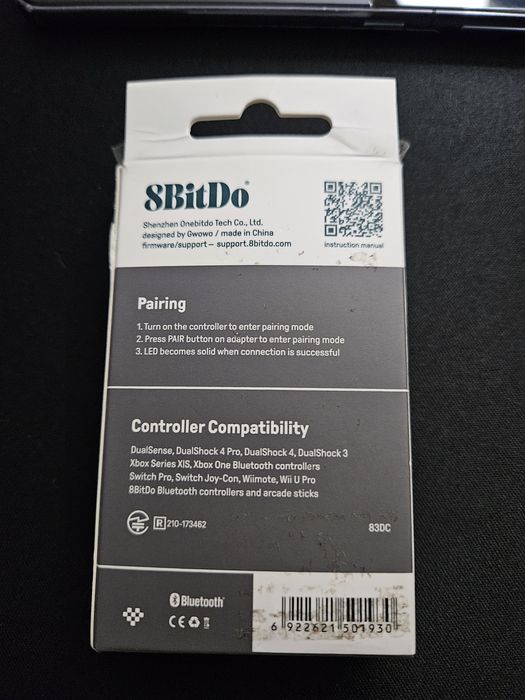 8BitDo
Shenzhen Onebitdo Tech Co., Ltd.
designed by Gwowo / made in China
firmware/support – support.8bitdo.com
instruction manual
Pairing
1. Turn on the controller to enter pairing mode
2. Press PAIR button on adapter to enter pairing mode
3. LED becomes solid when connection is successful
Controller Compatibility
DualSense, DualShock 4 Pro, DualShock 4, DualShock 3
Xbox Series X|S, Xbox One Bluetooth controllers
Switch Pro, Switch Joy-Con, Wiimote, Wii U Pro
8BitDo Bluetooth controllers and arcade sticks
R 210-173462
83DC
Bluetooth®
CE
6 922621 501930